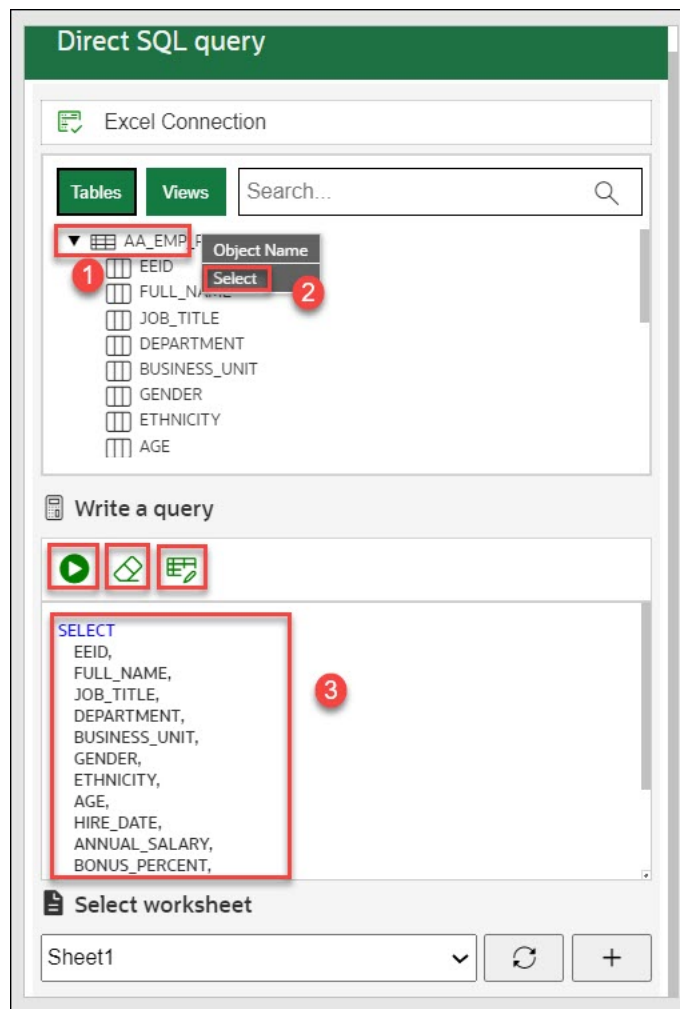 Direct SQL query
Excel Connection
Tables Views Search...
AA_EMP_
Object Name
1
EEID
Select
2
FULL_NAME
JOB_TITLE
DEPARTMENT
BUSINESS_UNIT
GENDER
ETHNICITY
AGE
Write a query
SELECT
EEID,
FULL_NAME,
JOB_TITLE,
DEPARTMENT,
BUSINESS_UNIT,
GENDER,
ETHNICITY,
AGE,
HIRE_DATE,
ANNUAL_SALARY,
BONUS_PERCENT,
3
Select worksheet
Sheet1